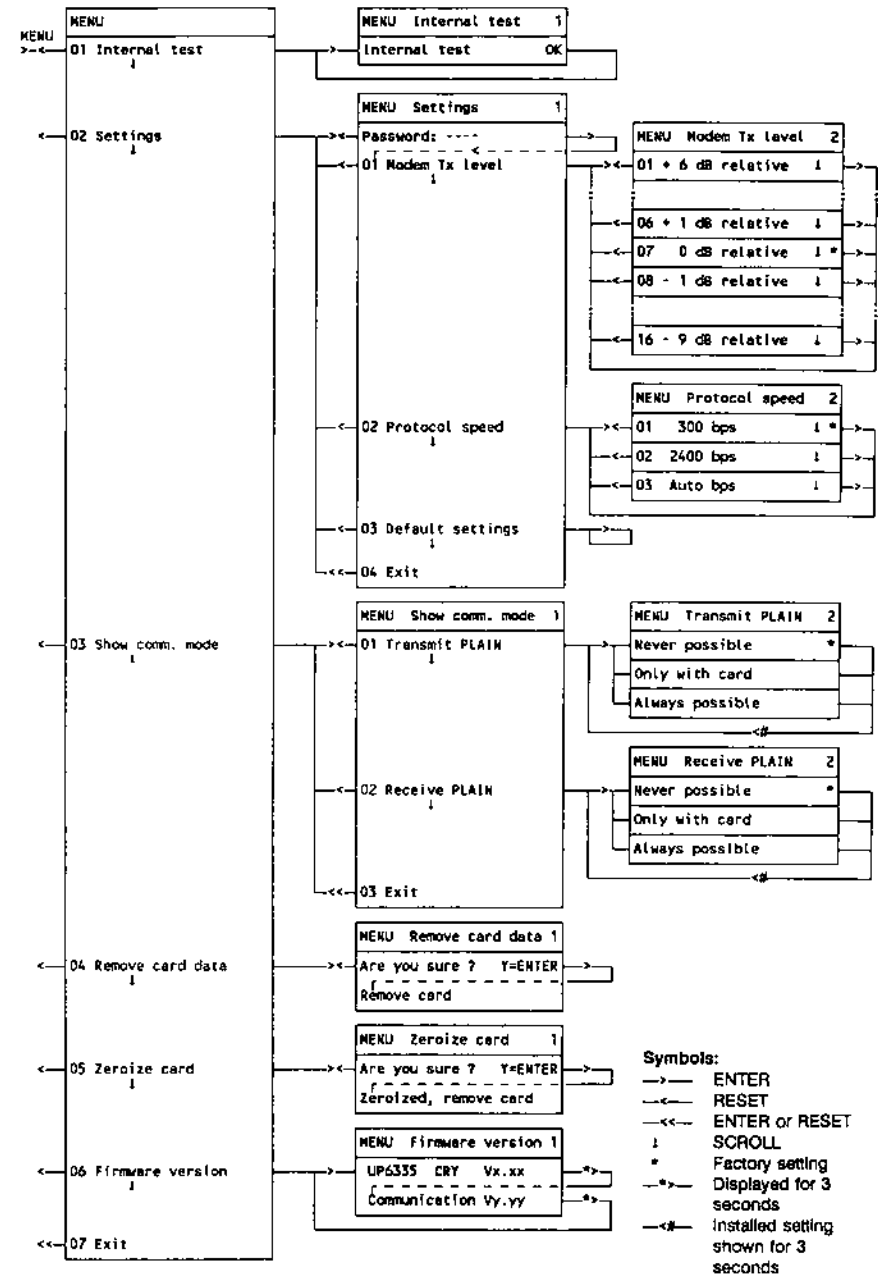 MENU
MENU
01 Internal test ↓
MENU Internal test 1
Internal test OK
02 Settings ↓
MENU Settings 1
Password: ----
01 Modem Tx level ↓
MENU Modem Tx level 2
01 + 6 dB relative ↓
06 + 1 dB relative ↓
07 0 dB relative ↓ *
08 - 1 dB relative ↓
16 - 9 dB relative ↓
02 Protocol speed ↓
MENU Protocol speed 2
01 300 bps ↓ *
02 2400 bps ↓
03 Auto bps ↓
03 Default settings ↓
04 Exit
03 Show comm. mode ↓
MENU Show comm. mode 1
01 Transmit PLAIN ↓
MENU Transmit PLAIN 2
Never possible *
Only with card
Always possible
<#
02 Receive PLAIN ↓
MENU Receive PLAIN 2
Never possible *
Only with card
Always possible
<#
03 Exit
04 Remove card data ↓
MENU Remove card data 1
Are you sure ? Y=ENTER
Remove card
05 Zeroize card ↓
MENU Zeroize card 1
Are you sure ? Y=ENTER
Zeroized, remove card
06 Firmware version ↓
MENU Firmware version 1
UP6335 CRY Vx.xx
Communication Vy.yy
07 Exit
Symbols:
—>— ENTER
—<— RESET
—<<— ENTER or RESET
↓ SCROLL
* Factory setting
—*>— Displayed for 3
seconds
—<#— Installed setting
shown for 3
seconds